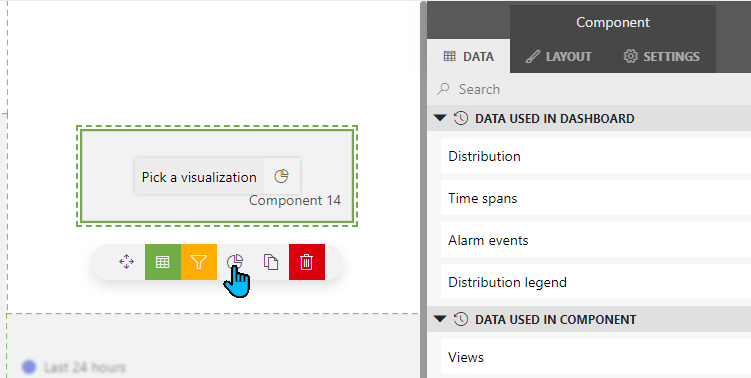 Component
DATA
LAYOUT
SETTINGS
Search
DATA USED IN DASHBOARD
Distribution
Time spans
Alarm events
Distribution legend
DATA USED IN COMPONENT
Views
Pick a visualization
Component 14
Last 24 hours